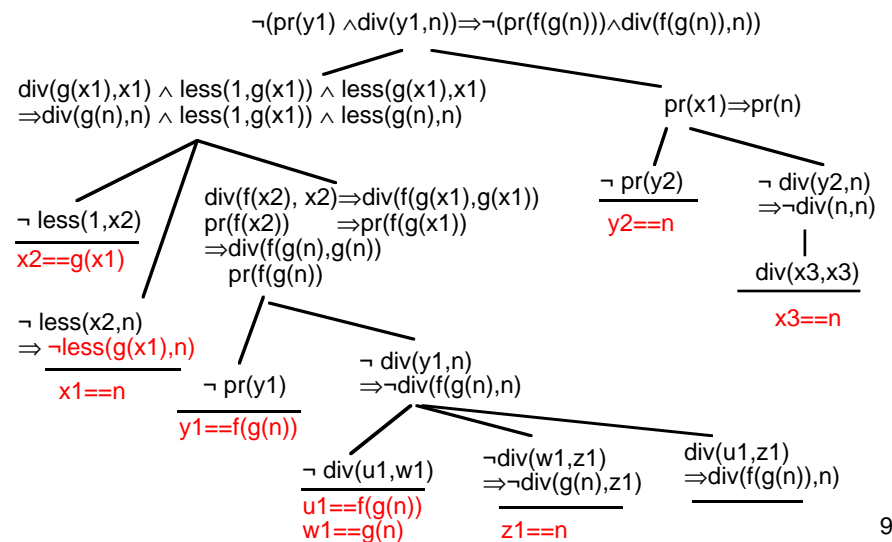 ¬(pr(y1) ∧div(y1,n))⇒¬(pr(f(g(n)))∧div(f(g(n)),n))
div(g(x1),x1) ∧ less(1,g(x1)) ∧ less(g(x1),x1)
⇒div(g(n),n) ∧ less(1,g(x1)) ∧ less(g(n),n)
pr(x1)⇒pr(n)
¬ less(1,x2)
x2==g(x1)
div(f(x2), x2)⇒div(f(g(x1),g(x1))
pr(f(x2)) ⇒pr(f(g(x1))
⇒div(f(g(n),g(n))
pr(f(g(n))
¬ pr(y2)
y2==n
¬ div(y2,n)
⇒¬div(n,n)
div(x3,x3)
x3==n
¬ less(x2,n)
⇒ ¬less(g(x1),n)
x1==n
¬ pr(y1)
y1==f(g(n))
¬ div(y1,n)
⇒¬div(f(g(n),n)
¬ div(u1,w1)
u1==f(g(n))
w1==g(n)
¬div(w1,z1)
⇒¬div(g(n),z1)
z1==n
div(u1,z1)
⇒div(f(g(n)),n)
9